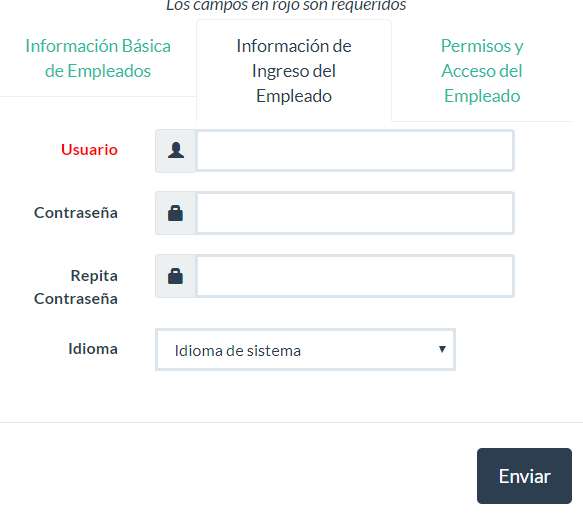 Los campos en rojo son requeridos
Información Básica
de Empleados
Información de
Ingreso del
Empleado
Permisos y
Acceso del
Empleado
Usuario
Contraseña
Repita
Contraseña
Idioma
Idioma de sistema
Enviar